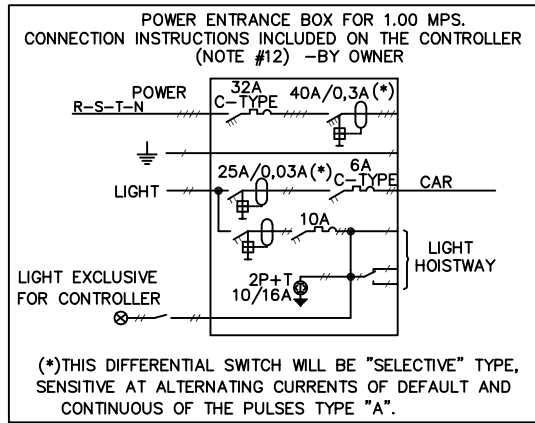 POWER ENTRANCE BOX FOR 1.00 MPS.
CONNECTION INSTRUCTIONS INCLUDED ON THE CONTROLLER
(NOTE #12) -BY OWNER
POWER
R-S-T-N
32A
C-TYPE
40A/0,3A(*)
25A/0,03A(*)
6A
C-TYPE
LIGHT
CAR
10A
LIGHT
HOISTWAY
2P+T
10/16A
LIGHT EXCLUSIVE
FOR CONTROLLER
(*)THIS DIFFERENTIAL SWITCH WILL BE "SELECTIVE" TYPE,
SENSITIVE AT ALTERNATING CURRENTS OF DEFAULT AND
CONTINUOUS OF THE PULSES TYPE "A".